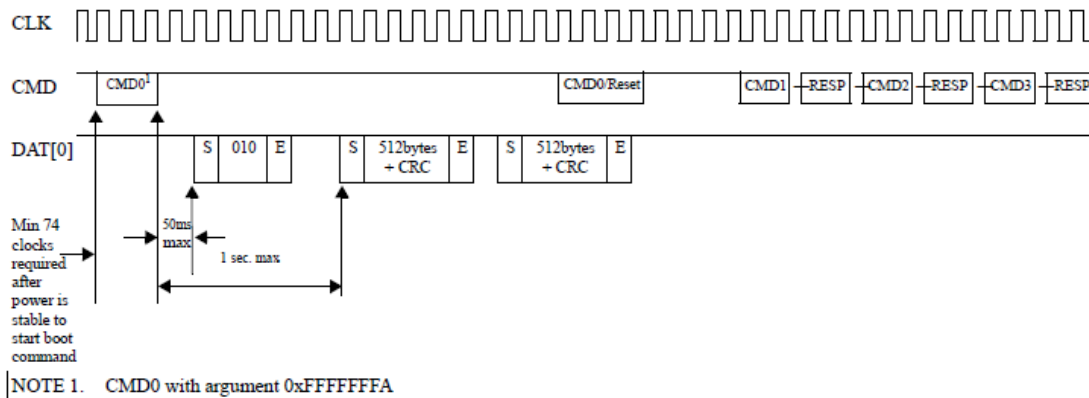 CLK
CMD
CMD0¹
CMD0/Reset
CMD1
RESP
CMD2
RESP
CMD3
RESP
DAT[0]
S
010
E
S
512bytes
+ CRC
E
S
512bytes
+ CRC
E
Min 74
clocks
required
after
power is
stable to
start boot
command
50ms
max
1 sec. max
NOTE 1. CMD0 with argument 0xFFFFFFFA